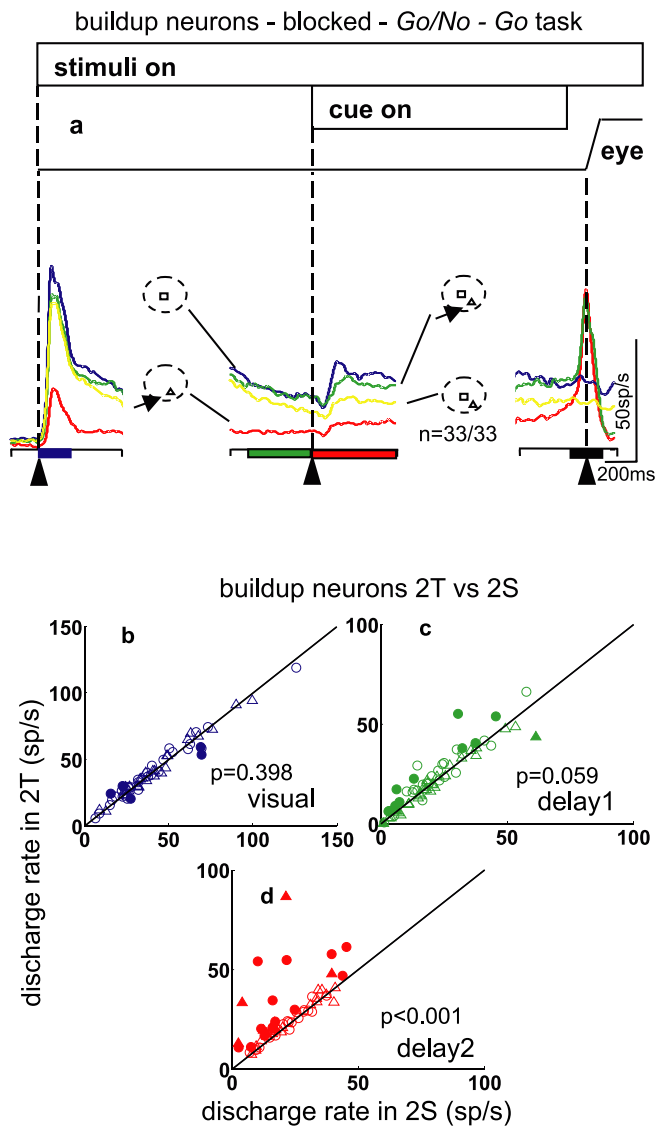 buildup neurons - blocked - Go/No - Go task
stimuli on
a
cue on
eye
n=33/33
50sp/s
200ms
buildup neurons 2T vs 2S
b
c
150
100
50
0
0
50
100
150
p=0.398
visual
100
50
0
0
50
100
p=0.059
delay1
d
100
50
0
0
50
100
p<0.001
delay2
discharge rate in 2T (sp/s)
discharge rate in 2S (sp/s)